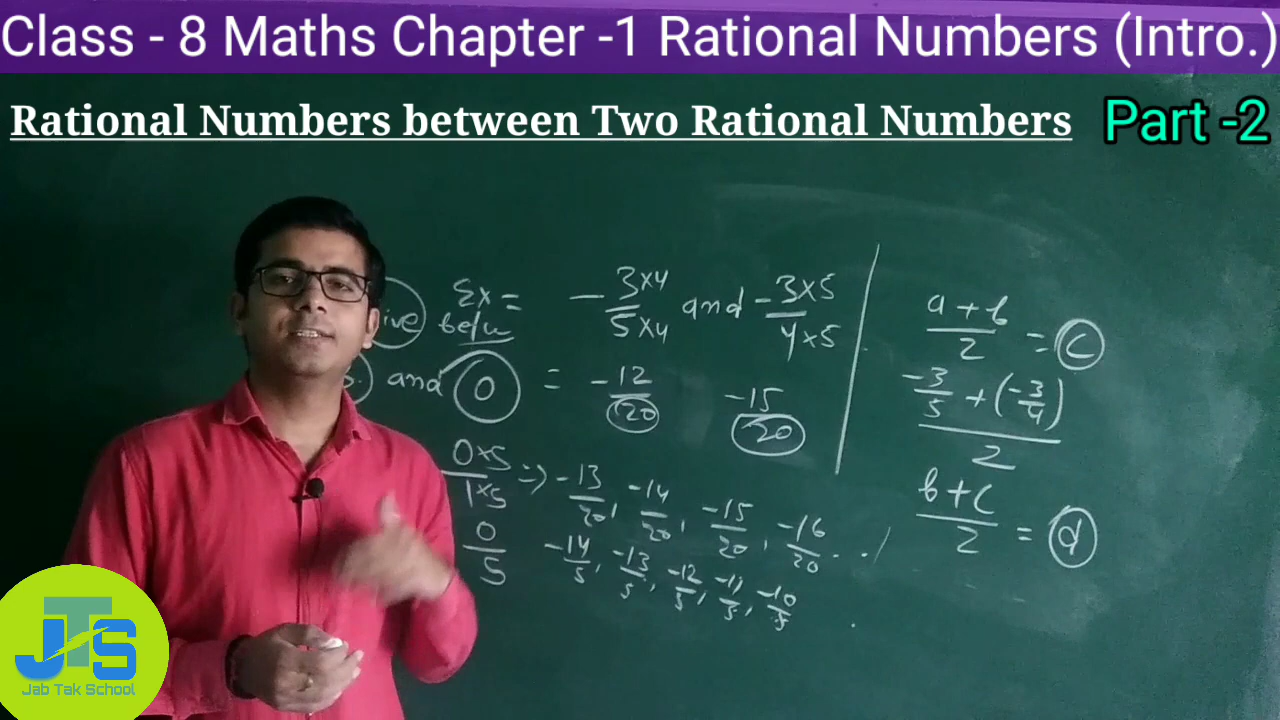 Class - 8 Maths Chapter -1 Rational Numbers (Intro.)
Rational Numbers between Two Rational Numbers Part -2
Ex =
-3×4/5×4 and -3×5/4×5
and 0 = -12/20 -15/20
0×5/1×5 => -13/20, -14/20, -15/20, -16/20 . . /
0/5 -14/5, -13/5, -12/5, -11/5, -10/5
a+b/2 = c
-3/5 + (-3/4)/2
b+c/2 = d
JTS
Jab Tak School